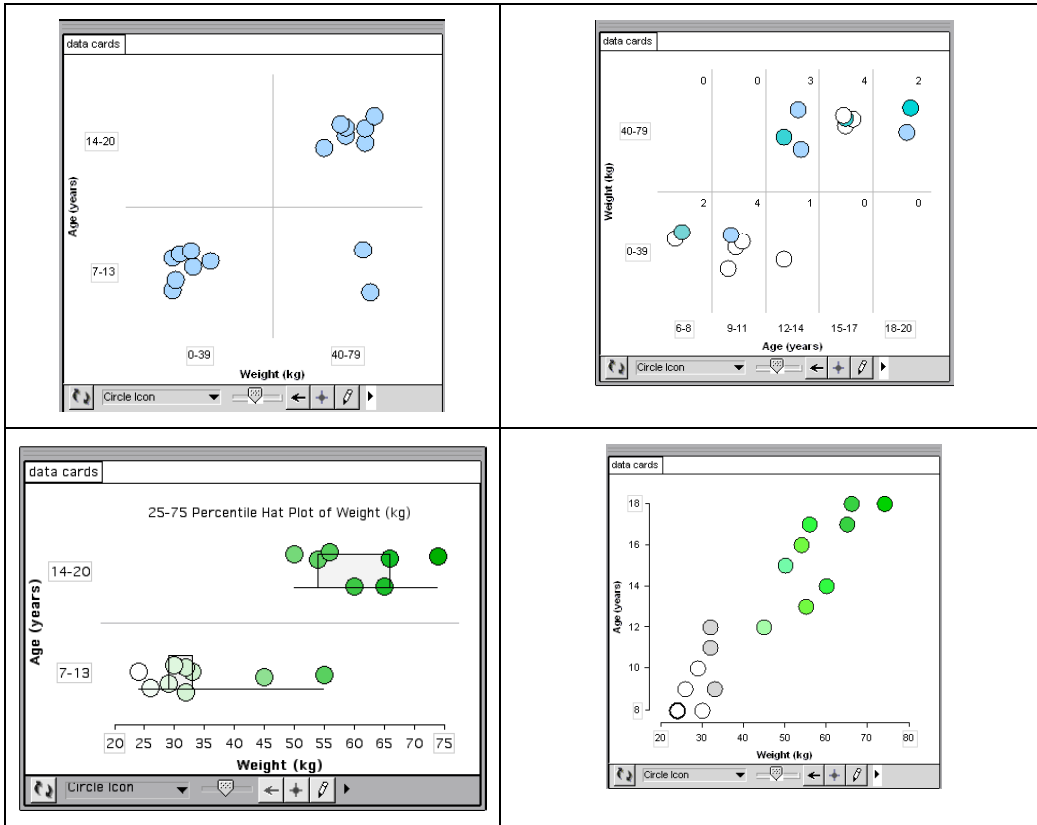 data cards
14-20
Age (years)
7-13
0-39 40-79
Weight (kg)
Circle Icon
data cards
0 0 3 4 2
40-79
Weight (kg)
2 4 1 0 0
0-39
6-8 9-11 12-14 15-17 18-20
Age (years)
Circle Icon
data cards
25-75 Percentile Hat Plot of Weight (kg)
14-20
Age (years)
7-13
20 25 30 35 40 45 50 55 60 65 70 75
Weight (kg)
Circle Icon
data cards
18
16
14
Age (years)
12
10
8
20 30 40 50 60 70 80
Weight (kg)
Circle Icon